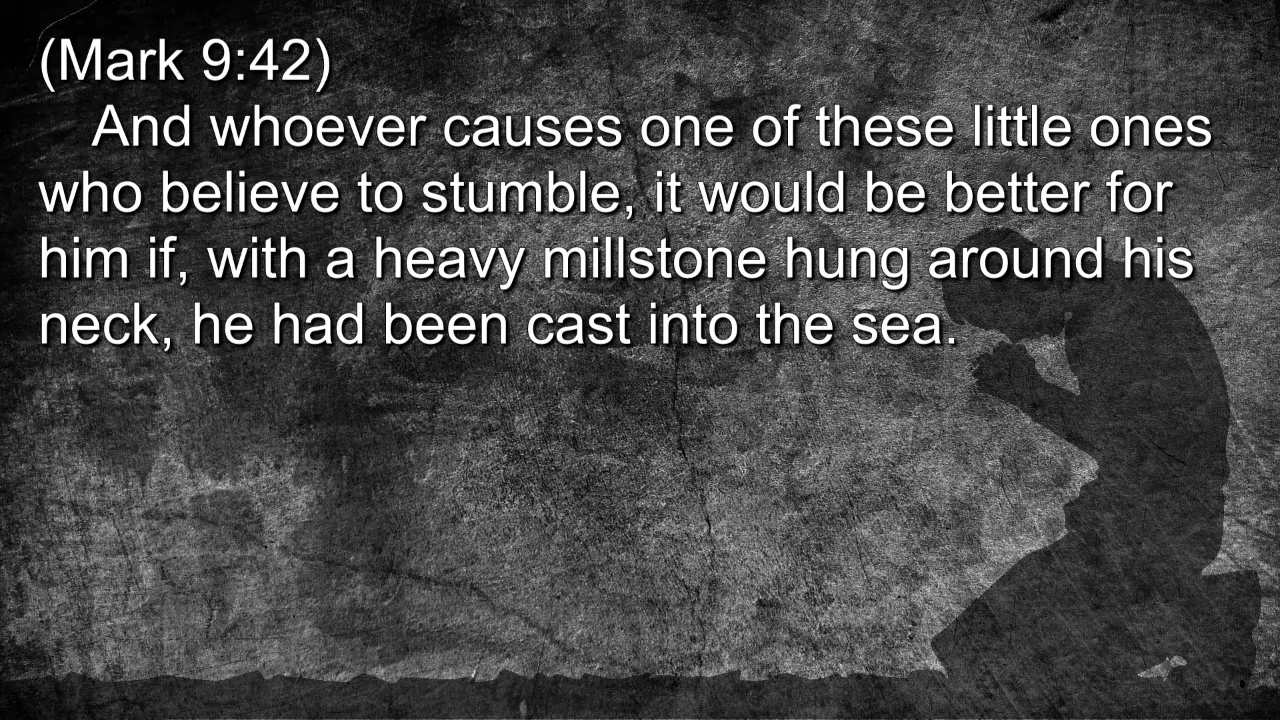 (Mark 9:42)
And whoever causes one of these little ones
who believe to stumble, it would be better for
him if, with a heavy millstone hung around his
neck, he had been cast into the sea.